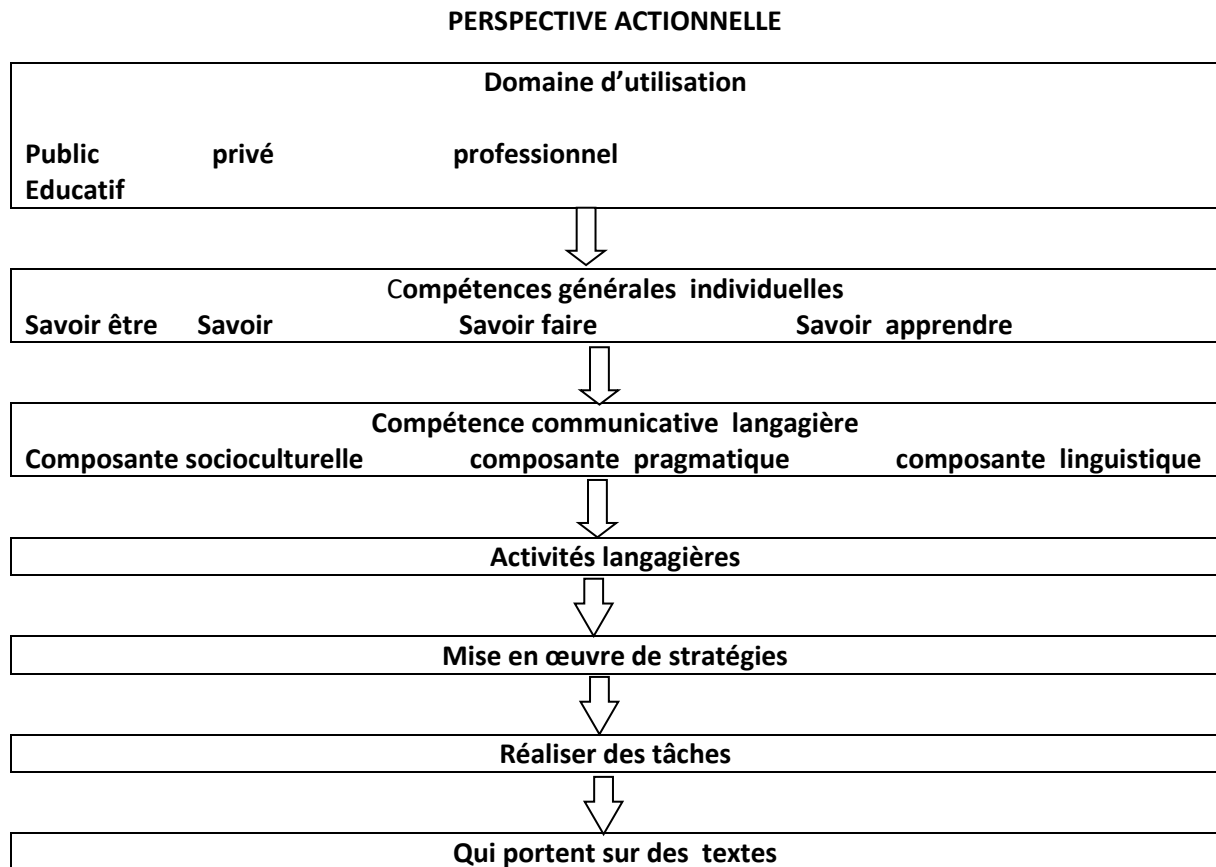 PERSPECTIVE ACTIONNELLE
Domaine d’utilisation
Public privé professionnel
Educatif
Compétences générales individuelles
Savoir être Savoir Savoir faire Savoir apprendre
Compétence communicative langagière
Composante socioculturelle composante pragmatique composante linguistique
Activités langagières
Mise en œuvre de stratégies
Réaliser des tâches
Qui portent sur des textes